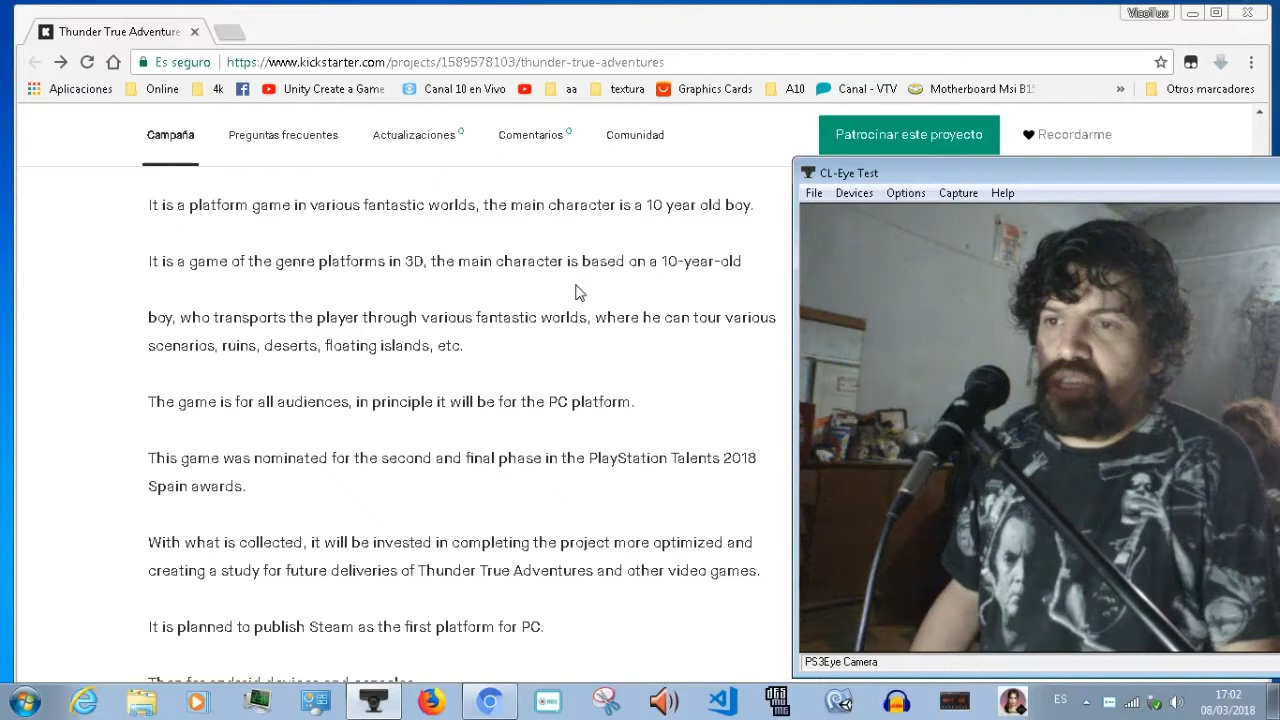 VicoTux
Thunder True Adventure
Es seguro
https://www.kickstarter.com/projects/1589578103/thunder-true-adventures
Aplicaciones
Online
4k
Unity Create a Game
Canal 10 en Vivo
aa
textura
Graphics Cards
A10
Canal - VTV
Motherboard Msi B1
»
Otros marcadores
Campaña
Preguntas frecuentes
Actualizaciones 0
Comentarios 0
Comunidad
Patrocinar este proyecto
Recordarme
It is a platform game in various fantastic worlds, the main character is a 10 year old boy.
It is a game of the genre platforms in 3D, the main character is based on a 10-year-old
boy, who transports the player through various fantastic worlds, where he can tour various
scenarios, ruins, deserts, floating islands, etc.
The game is for all audiences, in principle it will be for the PC platform.
This game was nominated for the second and final phase in the PlayStation Talents 2018
Spain awards.
With what is collected, it will be invested in completing the project more optimized and
creating a study for future deliveries of Thunder True Adventures and other video games.
It is planned to publish Steam as the first platform for PC.
CL-Eye Test
File Devices Options Capture Help
PS3Eye Camera
ES
17:02
08/03/2018